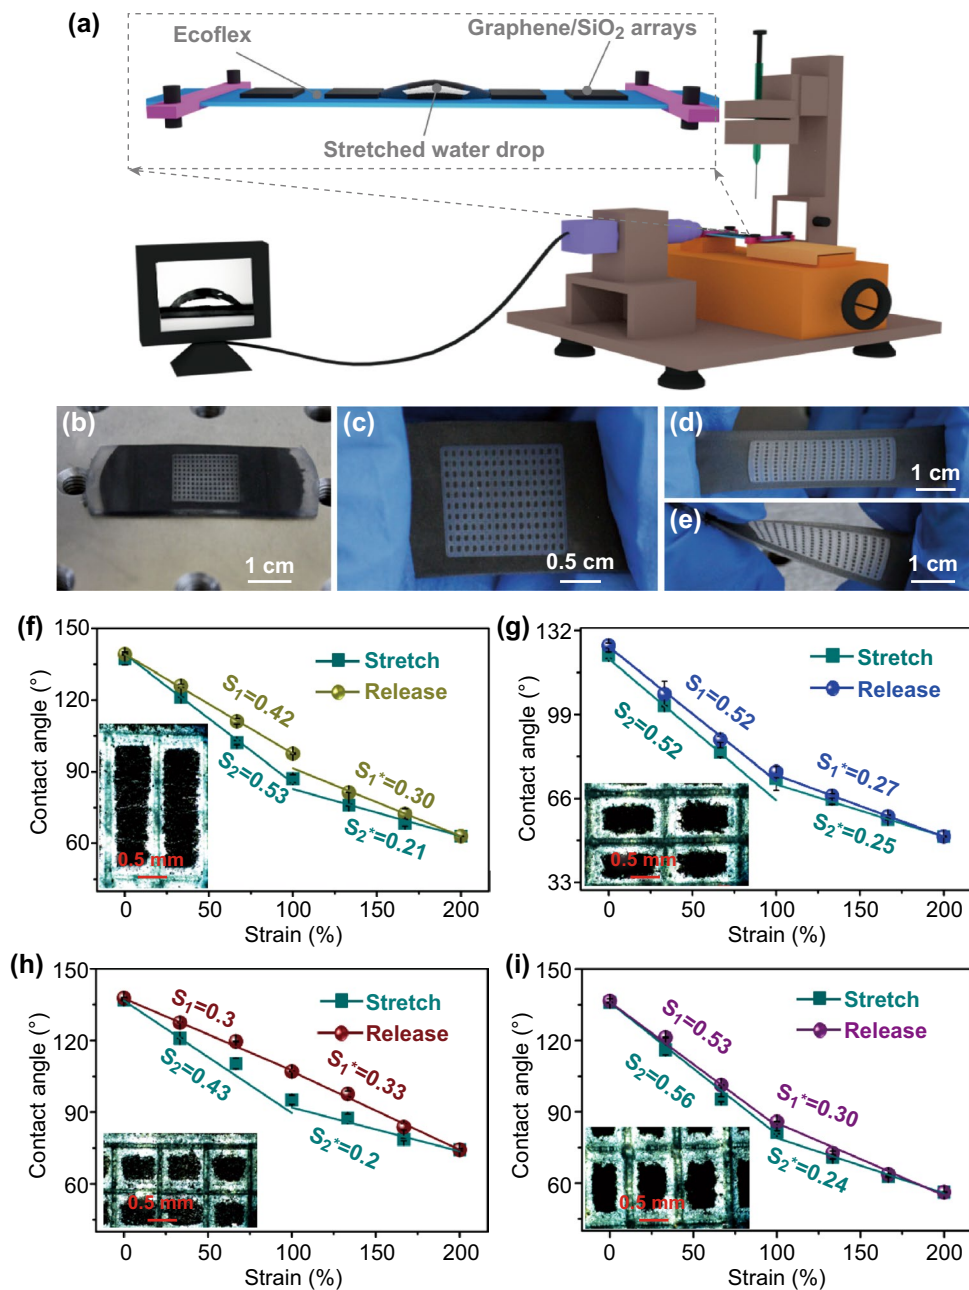 (a)
Ecoflex
Graphene/SiO2 arrays
Stretched water drop
(b)
1 cm
(c)
0.5 cm
(d)
1 cm
(e)
1 cm
(f)
150
120
90
60
Contact angle (°)
Stretch
Release
S1=0.42
S2=0.53
S1*=0.30
S2*=0.21
0.5 mm
0 50 100 150 200
Strain (%)
(g)
132
99
66
33
Contact angle (°)
Stretch
Release
S1=0.52
S2=0.52
S1*=0.27
S2*=0.25
0.5 mm
0 50 100 150 200
Strain (%)
(h)
150
120
90
60
Contact angle (°)
Stretch
Release
S1=0.3
S2=0.43
S1*=0.33
S2*=0.2
0.5 mm
0 50 100 150 200
Strain (%)
(i)
150
120
90
60
Contact angle (°)
Stretch
Release
S1=0.53
S2=0.56
S1*=0.30
S2*=0.24
0.5 mm
0 50 100 150 200
Strain (%)